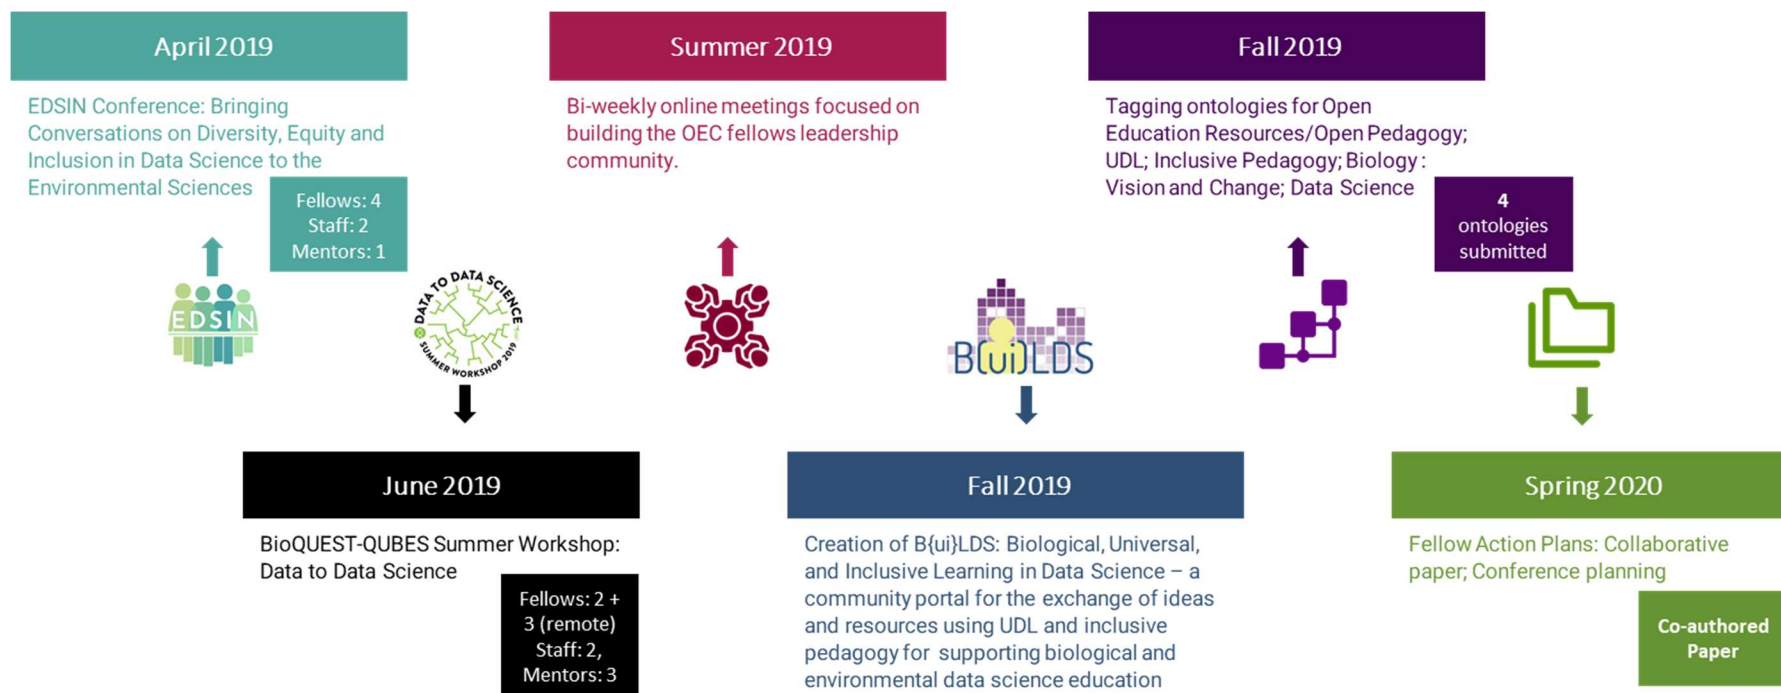 April 2019
EDSIN Conference: Bringing
Conversations on Diversity, Equity and
Inclusion in Data Science to the
Environmental Sciences
Fellows: 4
Staff: 2
Mentors: 1
EDSIN
DATA TO DATA SCIENCE
SUMMER WORKSHOP 2019
June 2019
BioQUEST-QUBES Summer Workshop:
Data to Data Science
Fellows: 2 +
3 (remote)
Staff: 2,
Mentors: 3
Summer 2019
Bi-weekly online meetings focused on
building the OEC fellows leadership
community.
B{ui}LDS
Fall 2019
Creation of B{ui}LDS: Biological, Universal,
and Inclusive Learning in Data Science – a
community portal for the exchange of ideas
and resources using UDL and inclusive
pedagogy for supporting biological and
environmental data science education
Fall 2019
Tagging ontologies for Open
Education Resources/Open Pedagogy;
UDL; Inclusive Pedagogy; Biology :
Vision and Change; Data Science
4
ontologies
submitted
Spring 2020
Fellow Action Plans: Collaborative
paper; Conference planning
Co-authored
Paper